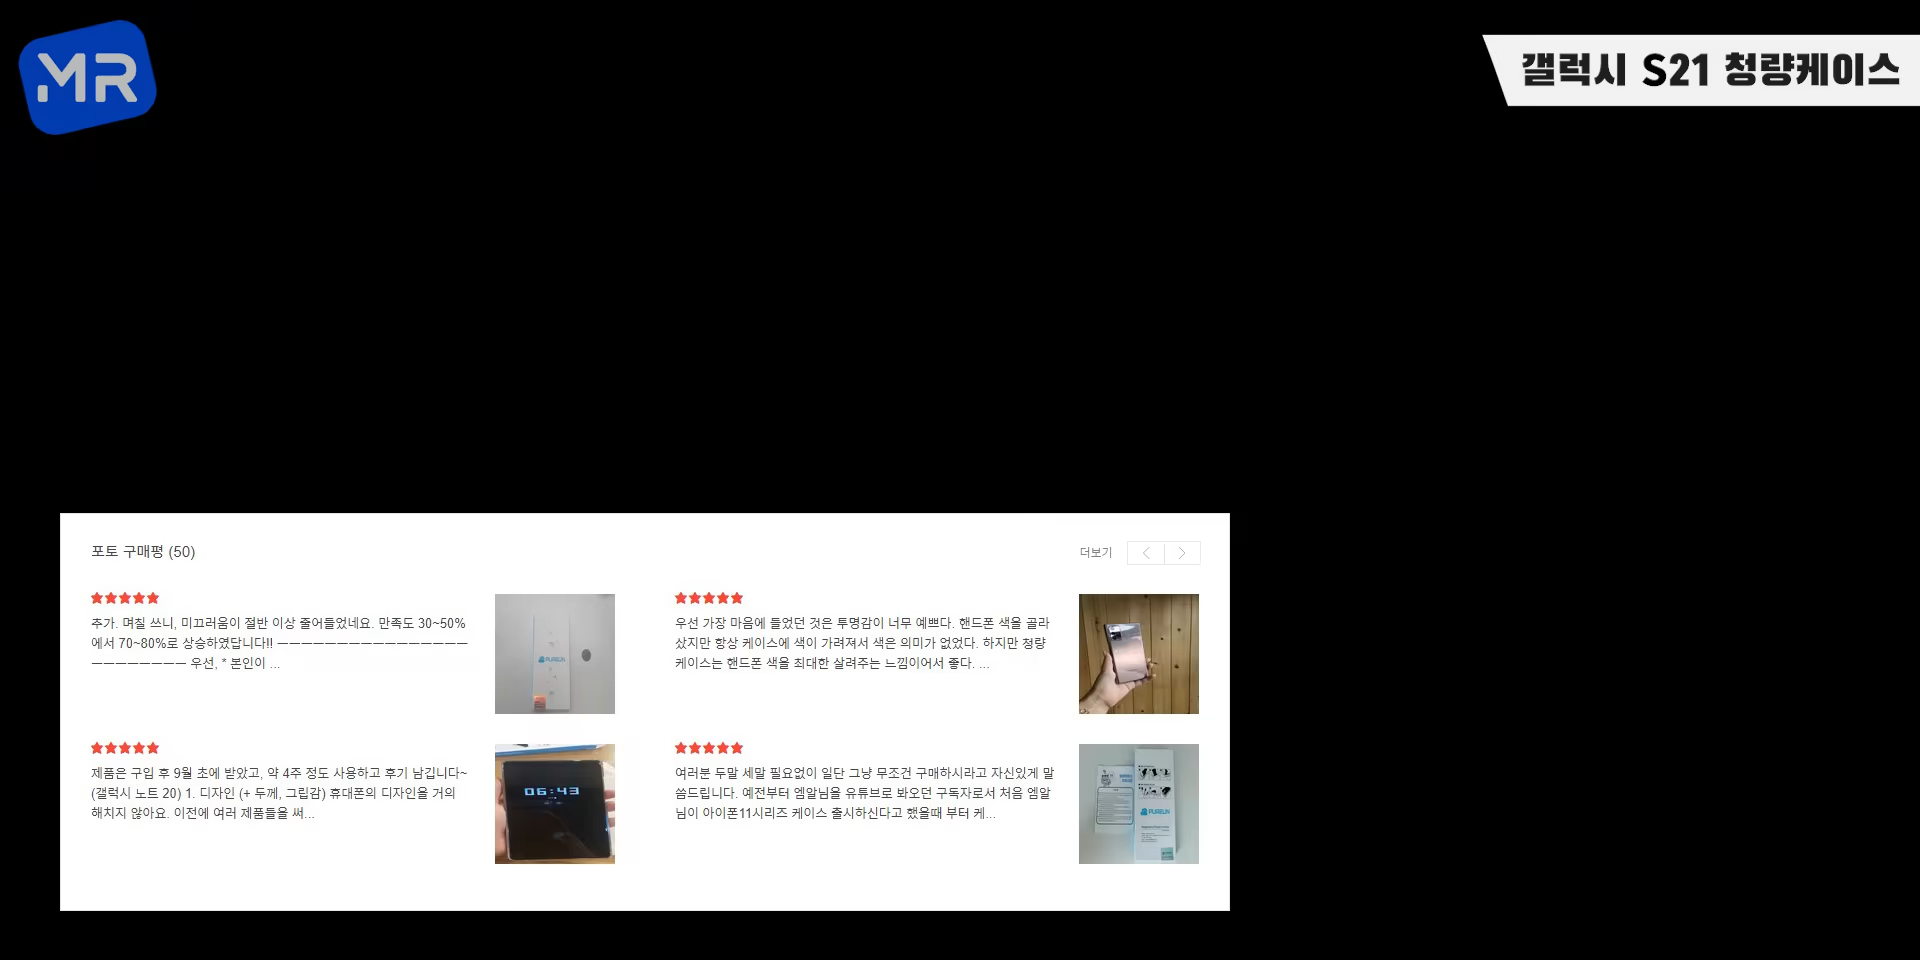 MR
갤럭시 S21 청량케이스
포토 구매평 (50)
더보기
추가. 며칠 쓰니, 미끄러움이 절반 이상 줄어들었네요. 만족도 30~50%
에서 70~80%로 상승하였답니다!! ㅡㅡㅡㅡㅡㅡㅡㅡㅡㅡㅡㅡㅡㅡㅡㅡ
ㅡㅡㅡㅡㅡㅡㅡㅡ 우선, * 본인이 ...
PURELIN
우선 가장 마음에 들었던 것은 투명감이 너무 예쁘다. 핸드폰 색을 골라
샀지만 항상 케이스에 색이 가려져서 색은 의미가 없었다. 하지만 청량
케이스는 핸드폰 색을 최대한 살려주는 느낌이어서 좋다. ...
제품은 구입 후 9월 초에 받았고, 약 4주 정도 사용하고 후기 남깁니다~
(갤럭시 노트 20) 1. 디자인 (+ 두께, 그립감) 휴대폰의 디자인을 거의
해치지 않아요. 이전에 여러 제품들을 써...
06:43
여러분 두말 세말 필요없이 일단 그냥 무조건 구매하시라고 자신있게 말
씀드립니다. 예전부터 엠알님을 유튜브로 봐오던 구독자로서 처음 엠알
님이 아이폰11시리즈 케이스 출시하신다고 했을때 부터 케...
PURELIN